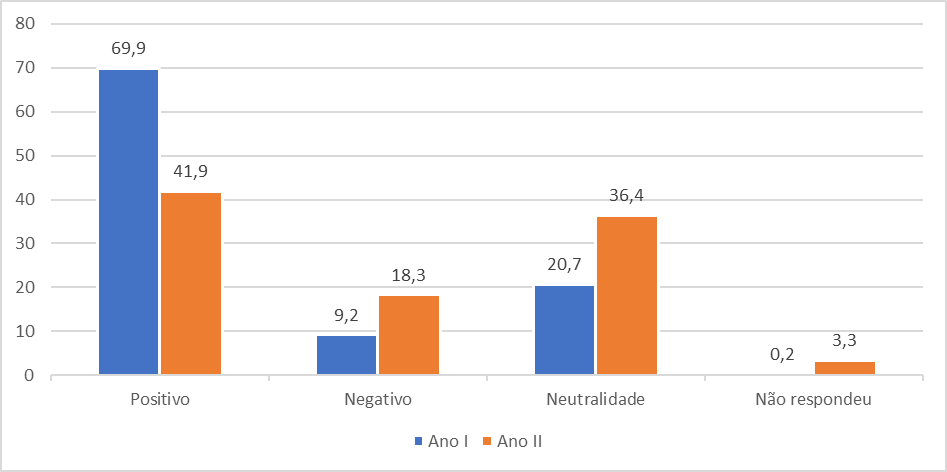 80
70
60
50
40
30
20
10
0
69,9
41,9
9,2
18,3
20,7
36,4
0,2
3,3
Positivo
Negativo
Neutralidade
Não respondeu
Ano I
Ano II